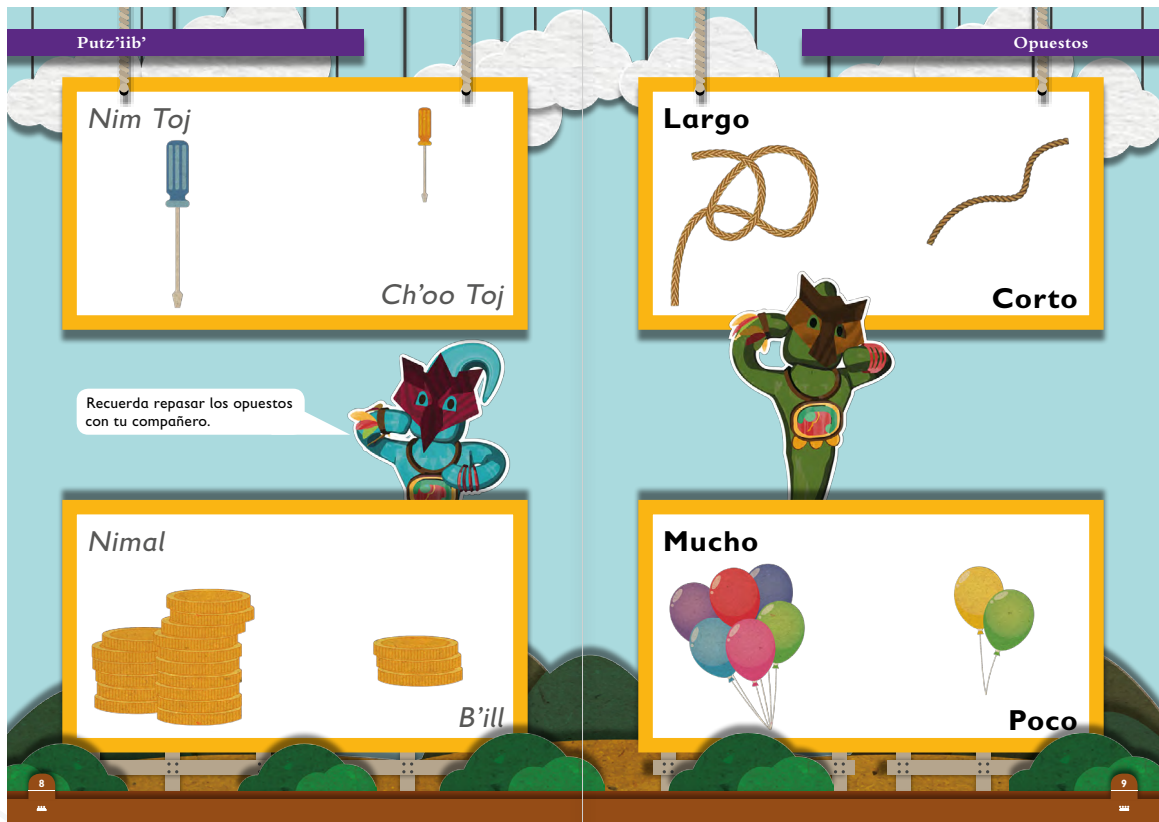 Putz’iib’
Nim Toj
Ch’oo Toj
Recuerda repasar los opuestos
con tu compañero.
Nimal
B’ill
8
Opuestos
Largo
Corto
Mucho
Poco
9